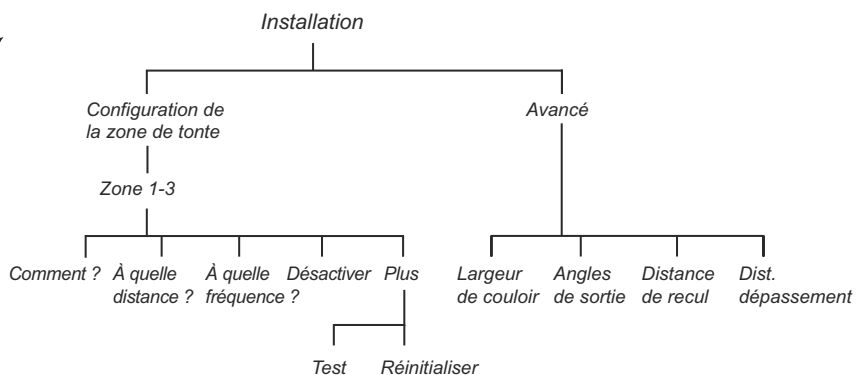 Installation
Configuration de
la zone de tonte
Avancé
Zone 1-3
Comment ?
À quelle
distance ?
À quelle
fréquence ?
Désactiver
Plus
Largeur
de couloir
Angles
de sortie
Distance
de recul
Dist.
dépassement
Test
Réinitialiser